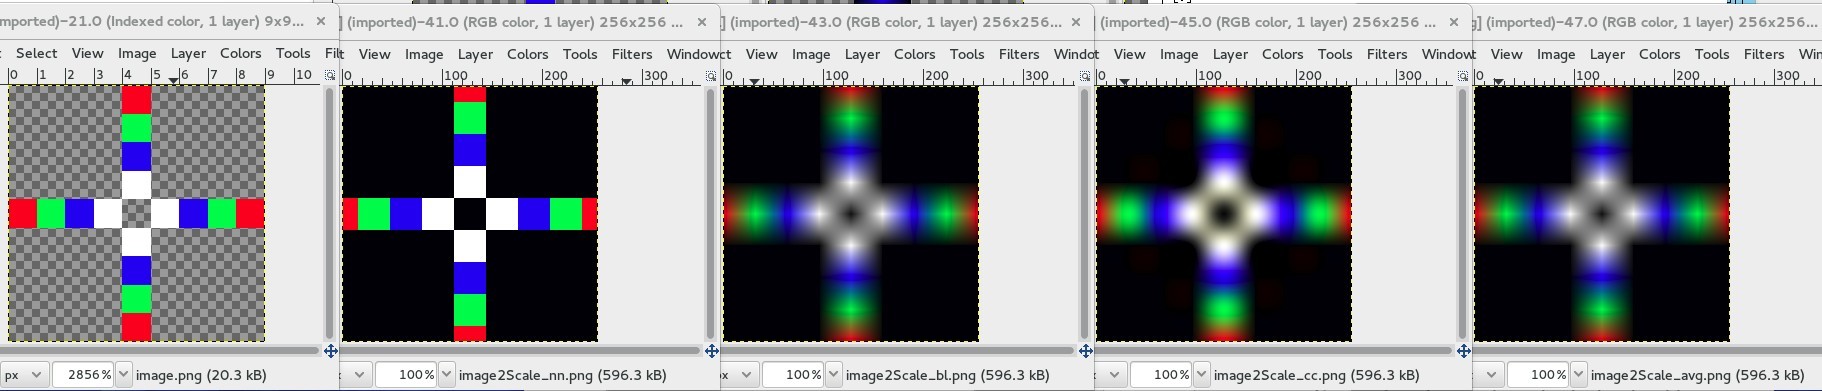 mported)-21.0 (Indexed color, 1 layer) 9x9... ×
(imported)-41.0 (RGB color, 1 layer) 256x256 ... ×
] (imported)-43.0 (RGB color, 1 layer) 256x256... ×
(imported)-45.0 (RGB color, 1 layer) 256x256 ... ×
g] (imported)-47.0 (RGB color, 1 layer) 256x256...
Select View Image Layer Colors Tools Filt
View Image Layer Colors Tools Filters Window
View Image Layer Colors Tools Filters Windo
View Image Layer Colors Tools Filters Window
View Image Layer Colors Tools Filters Win
0 1 2 3 4 5 6 7 8 9 10
0 100 200 300
0 100 200 300
0 100 200 300
0 100 200 300
px 2856% image.png (20.3 kB)
100% image2Scale_nn.png (596.3 kB)
px 100% image2Scale_bl.png (596.3 kB)
100% image2Scale_cc.png (596.3 kB)
100% image2Scale_avg.png (596.3 kB)